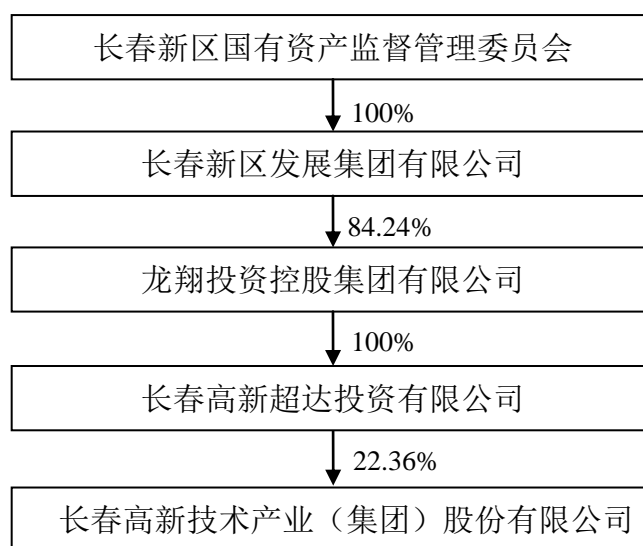 长春新区国有资产监督管理委员会
100%
长春新区发展集团有限公司
84.24%
龙翔投资控股集团有限公司
100%
长春高新超达投资有限公司
22.36%
长春高新技术产业（集团）股份有限公司